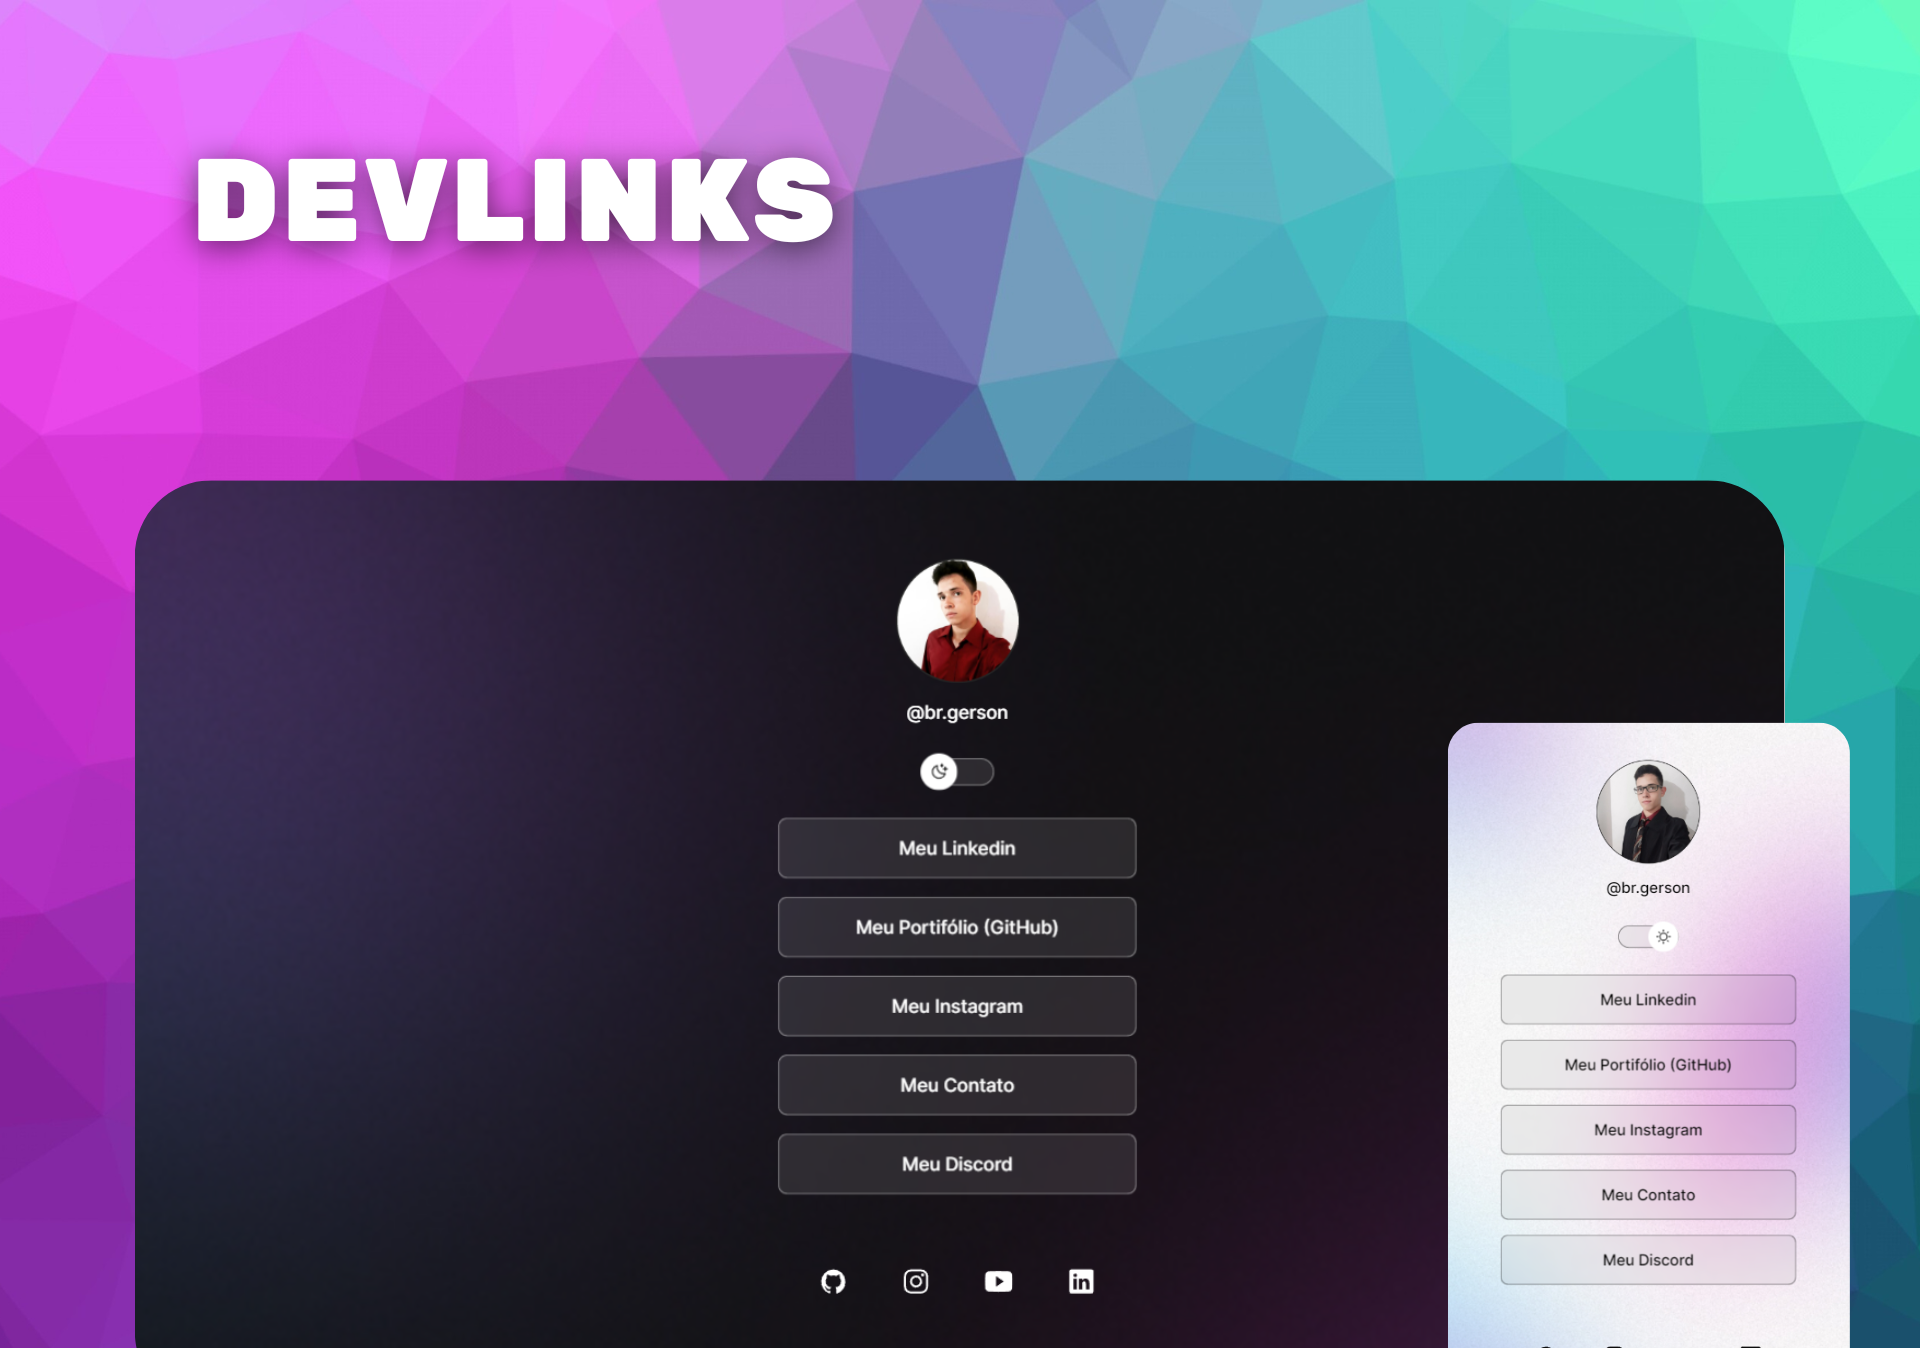 DEVLINKS
@br.gerson
Meu Linkedin
Meu Portifólio (GitHub)
Meu Instagram
Meu Contato
Meu Discord
in
@br.gerson
Meu Linkedin
Meu Portifólio (GitHub)
Meu Instagram
Meu Contato
Meu Discord